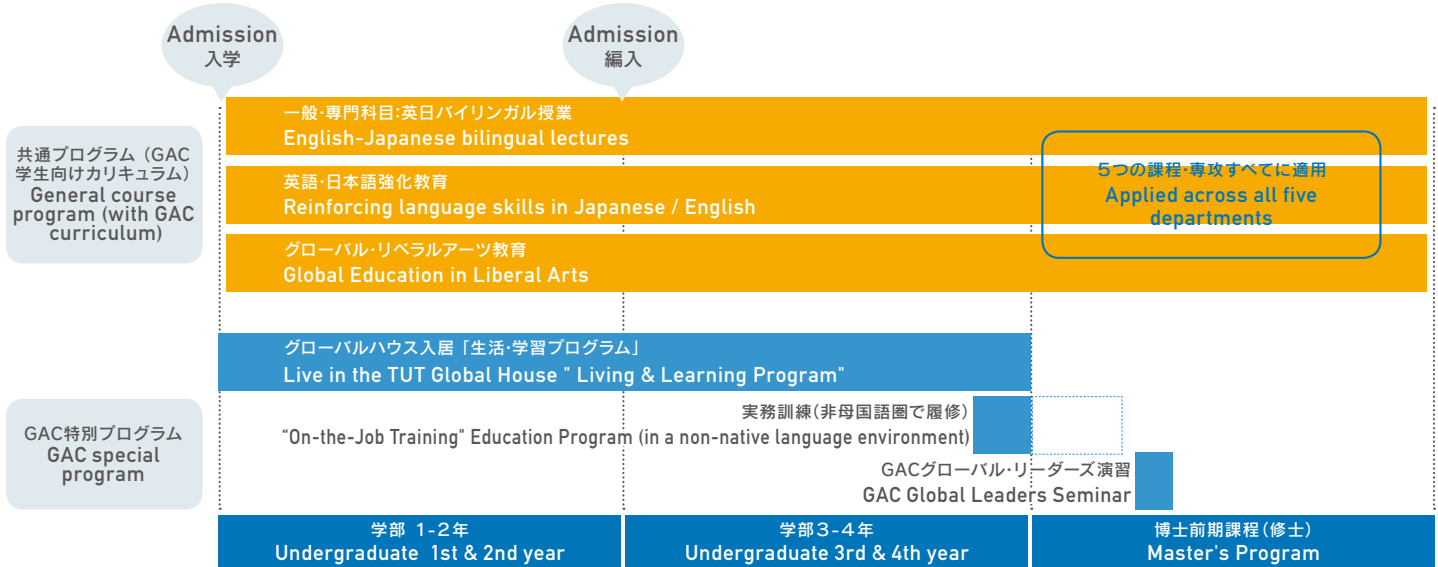 Admission
入学
Admission
編入
共通プログラム（GAC
学生向けカリキュラム）
General course
program (with GAC
curriculum)
一般・専門科目:英日バイリンガル授業
English-Japanese bilingual lectures
英語・日本語強化教育
Reinforcing language skills in Japanese / English
グローバル・リベラルアーツ教育
Global Education in Liberal Arts
5つの課程・専攻すべてに適用
Applied across all five
departments
GAC特別プログラム
GAC special
program
グローバルハウス入居「生活・学習プログラム」
Live in the TUT Global House " Living & Learning Program"
実務訓練(非母国語圏で履修)
“On-the-Job Training" Education Program (in a non-native language environment)
GACグローバル・リーダーズ演習
GAC Global Leaders Seminar
学部 1-2年
Undergraduate 1st & 2nd year
学部3-4年
Undergraduate 3rd & 4th year
博士前期課程(修士)
Master's Program